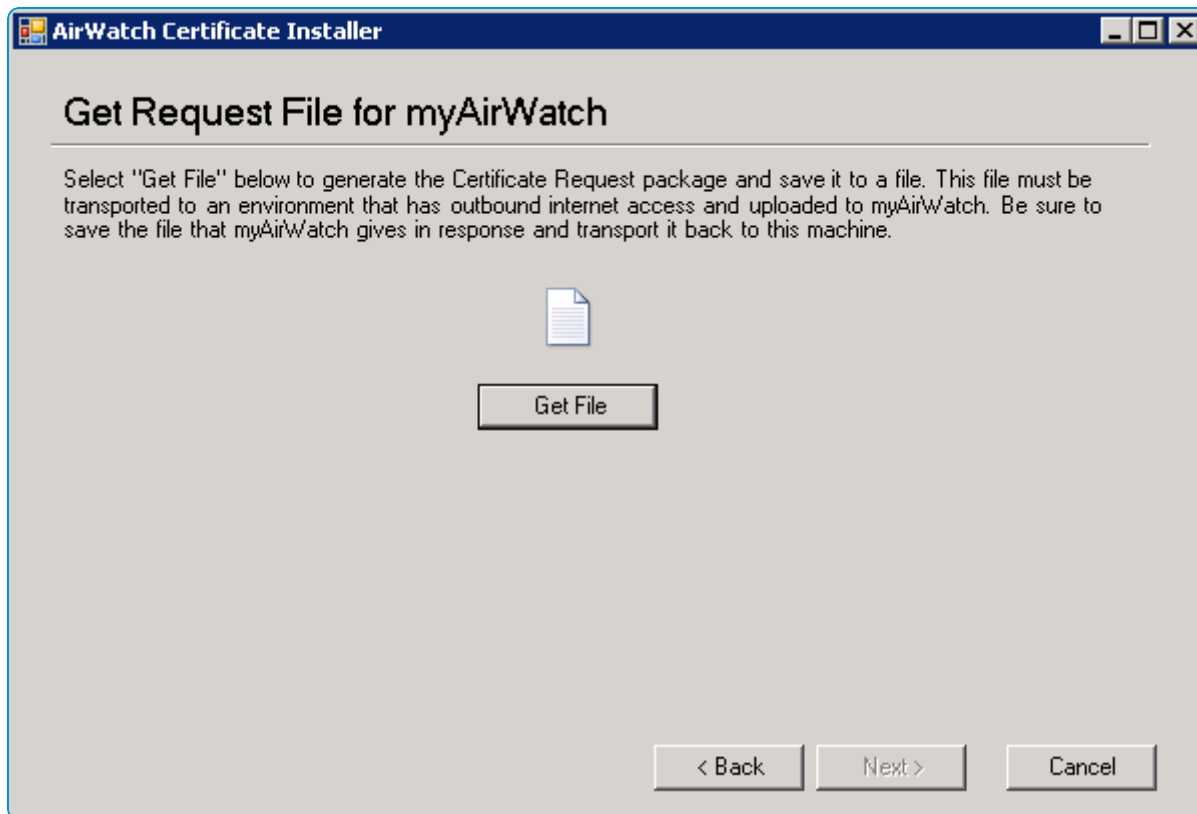 AirWatch Certificate Installer
Get Request File for myAirWatch
Select "Get File" below to generate the Certificate Request package and save it to a file. This file must be
transported to an environment that has outbound internet access and uploaded to myAirWatch. Be sure to
save the file that myAirWatch gives in response and transport it back to this machine.
Get File
< Back
Next >
Cancel